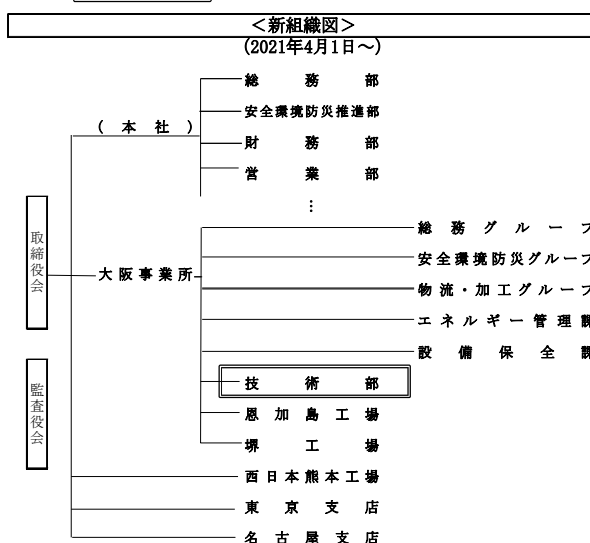 ＜新組織図＞
(2021年4月1日～)
総務部
安全環境防災推進部
(本社)
財務部
営業部
…
総務グループ
安全環境防災グループ
取締役会
大阪事業所
物流・加工グループ
エネルギー管理課
設備保全課
技術部
監査役会
恩加島工場
堺工場
西日本熊本工場
東京支店
名古屋支店